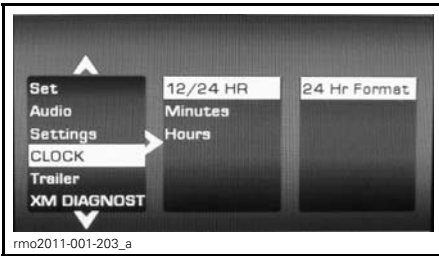 Set
Audio
Settings
CLOCK
Trailer
XM DIAGNOST
12/24 HR
Minutes
Hours
24 Hr Format
rmo2011-001-203_a